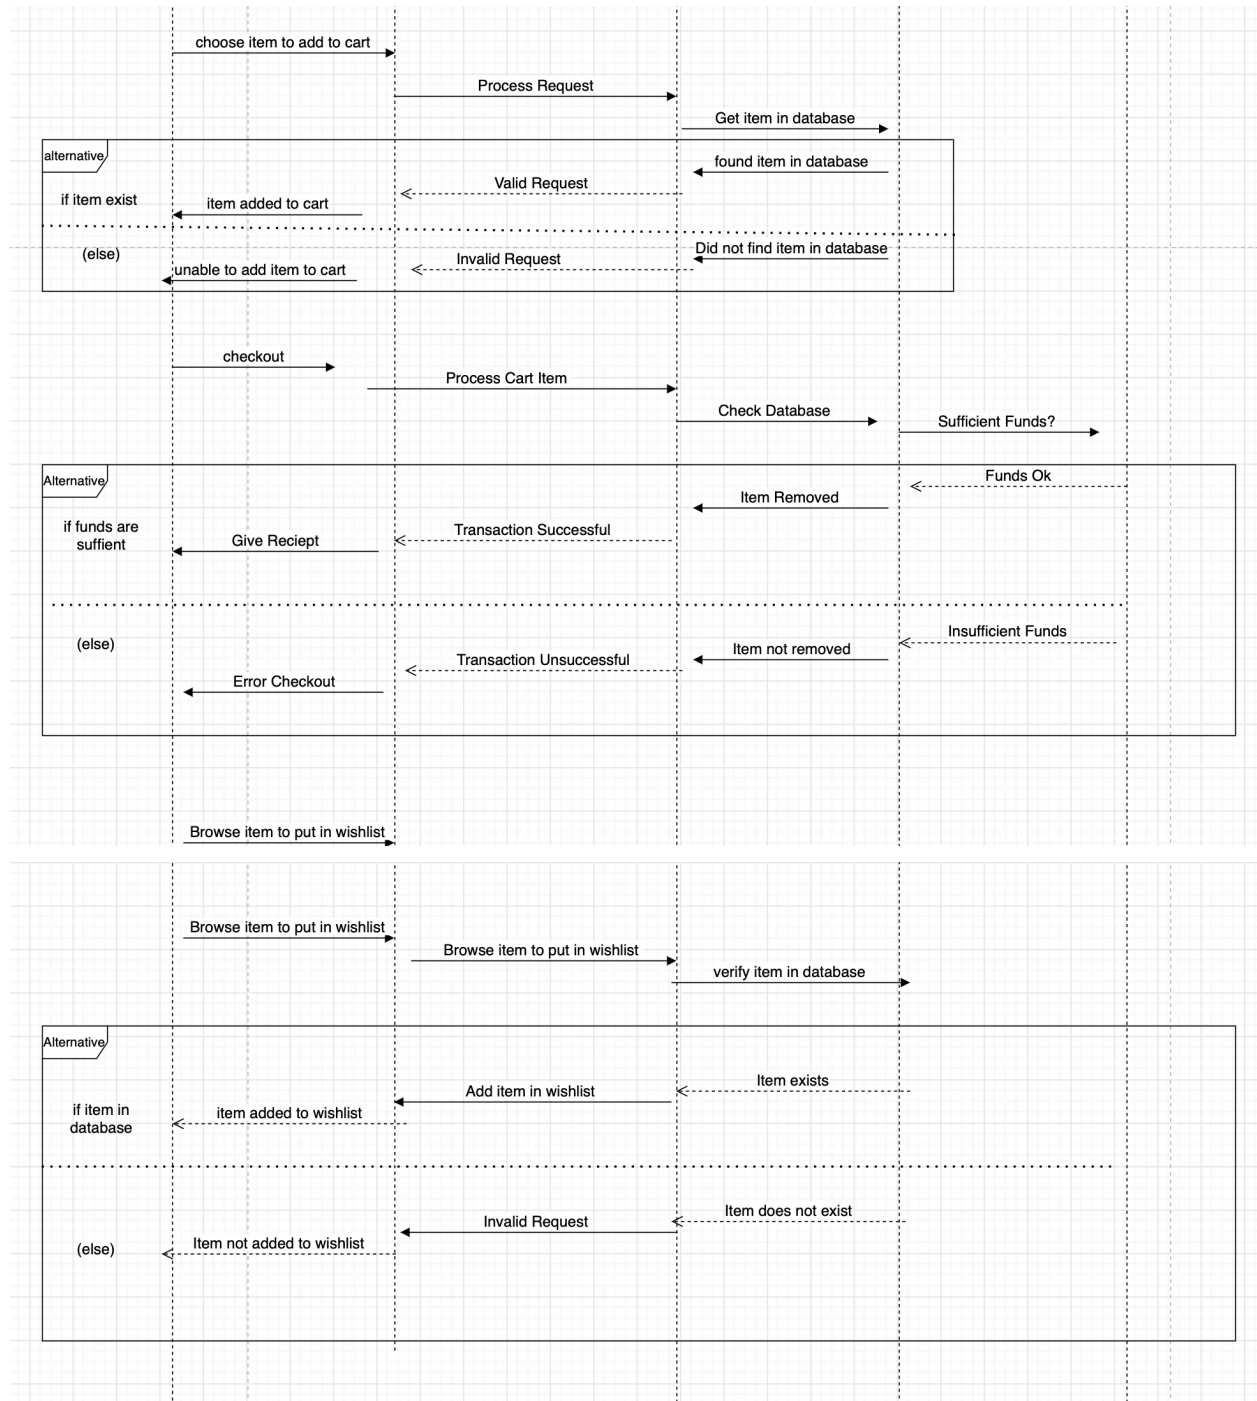 choose item to add to cart
Process Request
Get item in database
alternative
found item in database
Valid Request
if item exist
item added to cart
(else)
Did not find item in database
Invalid Request
unable to add item to cart
checkout
Process Cart Item
Check Database
Sufficient Funds?
Alternative
Funds Ok
Item Removed
if funds are
suffient
Transaction Successful
Give Reciept
Insufficient Funds
(else)
Item not removed
Transaction Unsuccessful
Error Checkout
Browse item to put in wishlist
Browse item to put in wishlist
Browse item to put in wishlist
verify item in database
Alternative
Item exists
Add item in wishlist
if item in
database
item added to wishlist
Item does not exist
Invalid Request
(else)
Item not added to wishlist